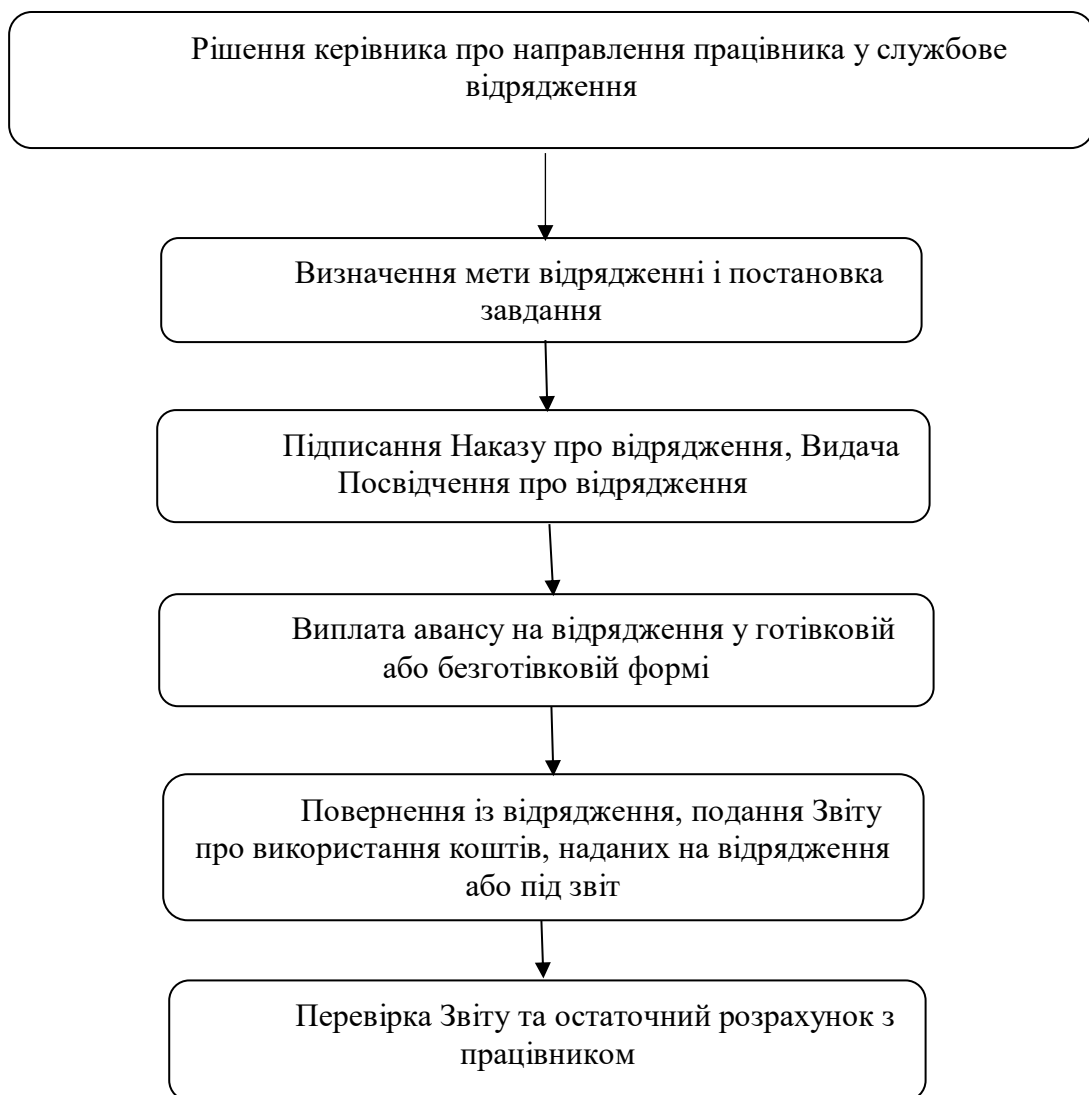 Рішення керівника про направлення працівника у службове
відрядження
Визначення мети відрядженні і постановка
завдання
Підписання Наказу про відрядження, Видача
Посвідчення про відрядження
Виплата авансу на відрядження у готівковій
або безготівковій формі
Повернення із відрядження, подання Звіту
про використання коштів, наданих на відрядження
або під звіт
Перевірка Звіту та остаточний розрахунок з
працівником